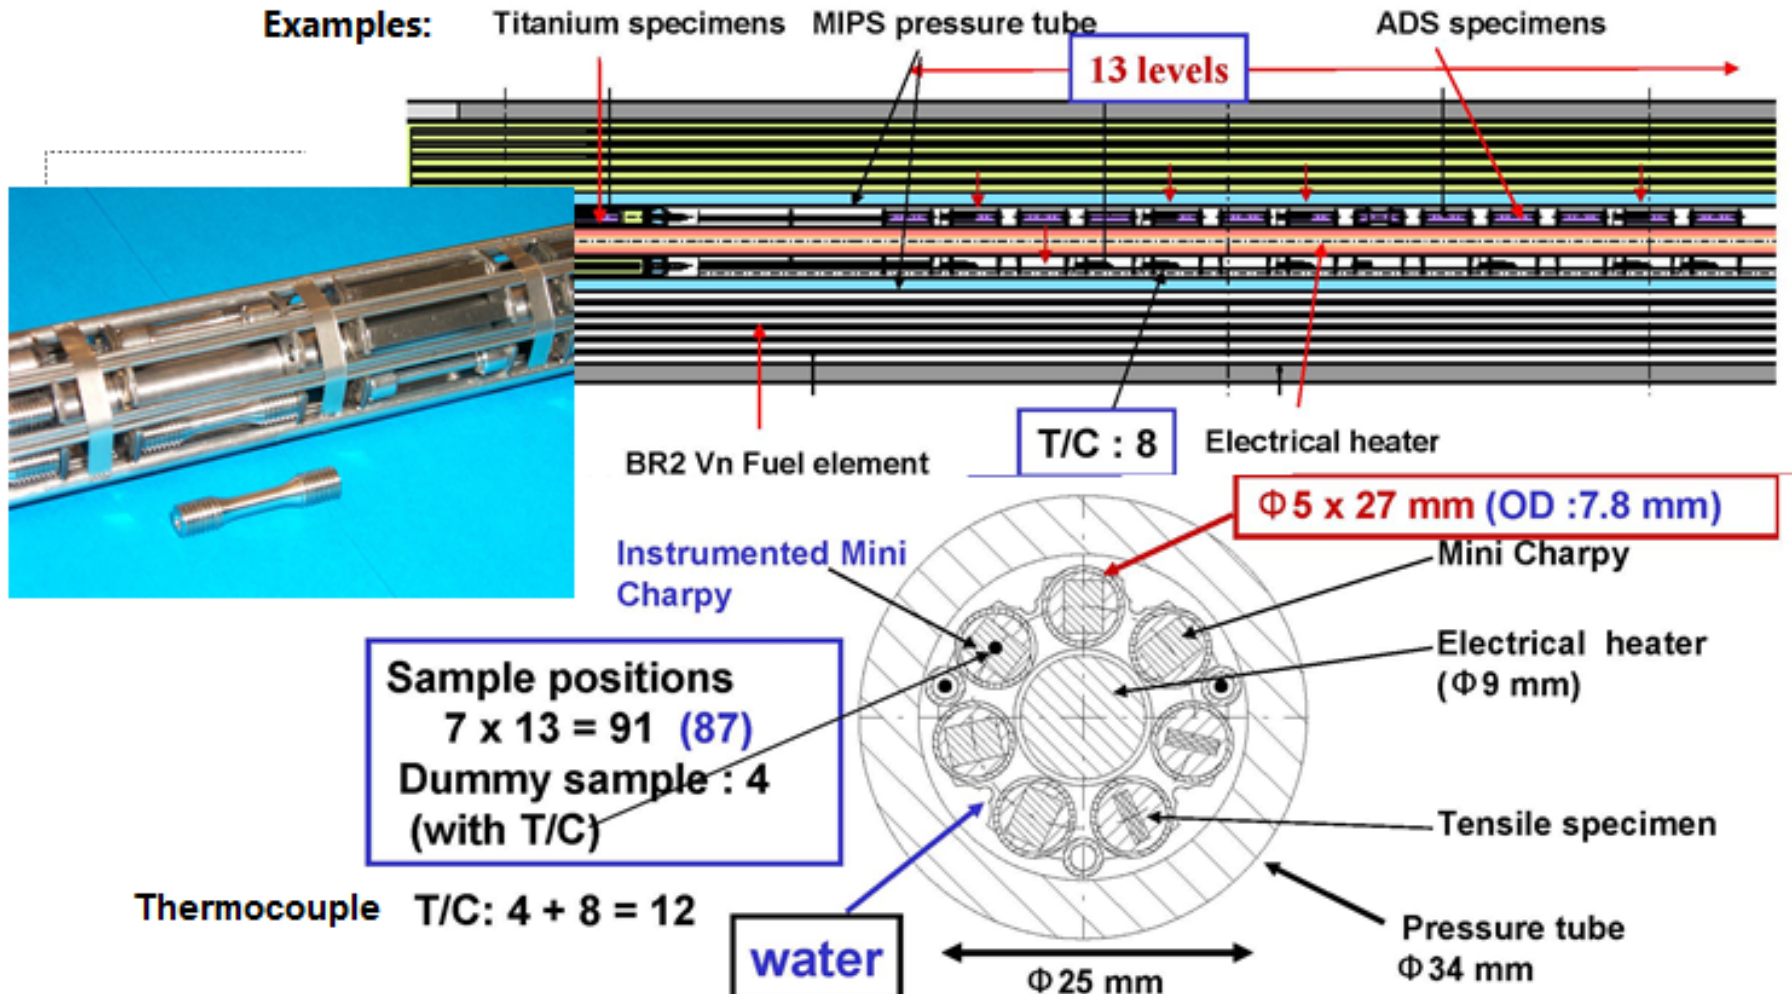 Examples:
Titanium specimens
MIPS pressure tube
ADS specimens
13 levels
T/C : 8
Electrical heater
BR2 Vn Fuel element
Φ5 x 27 mm (OD :7.8 mm)
Instrumented Mini
Charpy
Mini Charpy
Electrical heater
(Φ9 mm)
Sample positions
7 x 13 = 91 (87)
Dummy sample : 4
(with T/C)
Tensile specimen
Thermocouple T/C: 4 + 8 = 12
water
Pressure tube
Φ34 mm
Φ25 mm